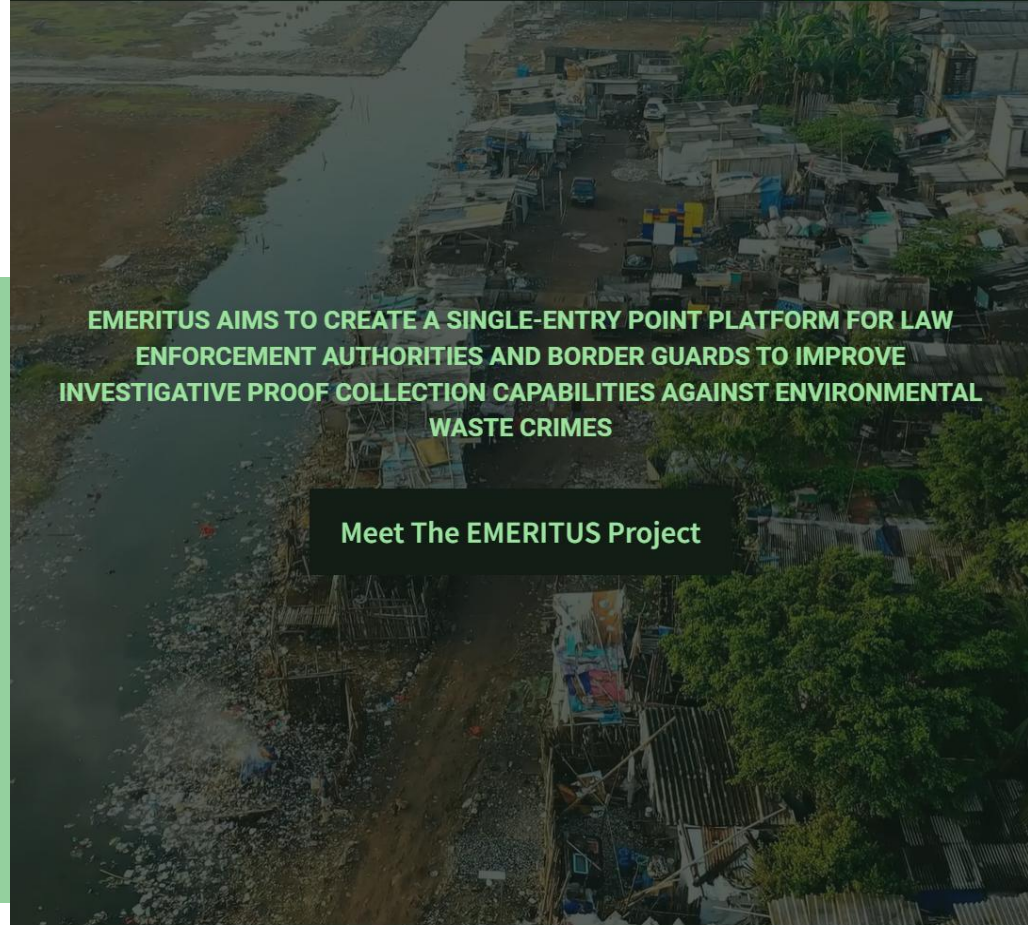 EMERITUS AIMS TO CREATE A SINGLE-ENTRY POINT PLATFORM FOR LAW
ENFORCEMENT AUTHORITIES AND BORDER GUARDS TO IMPROVE
INVESTIGATIVE PROOF COLLECTION CAPABILITIES AGAINST ENVIRONMENTAL
WASTE CRIMES
Meet The EMERITUS Project